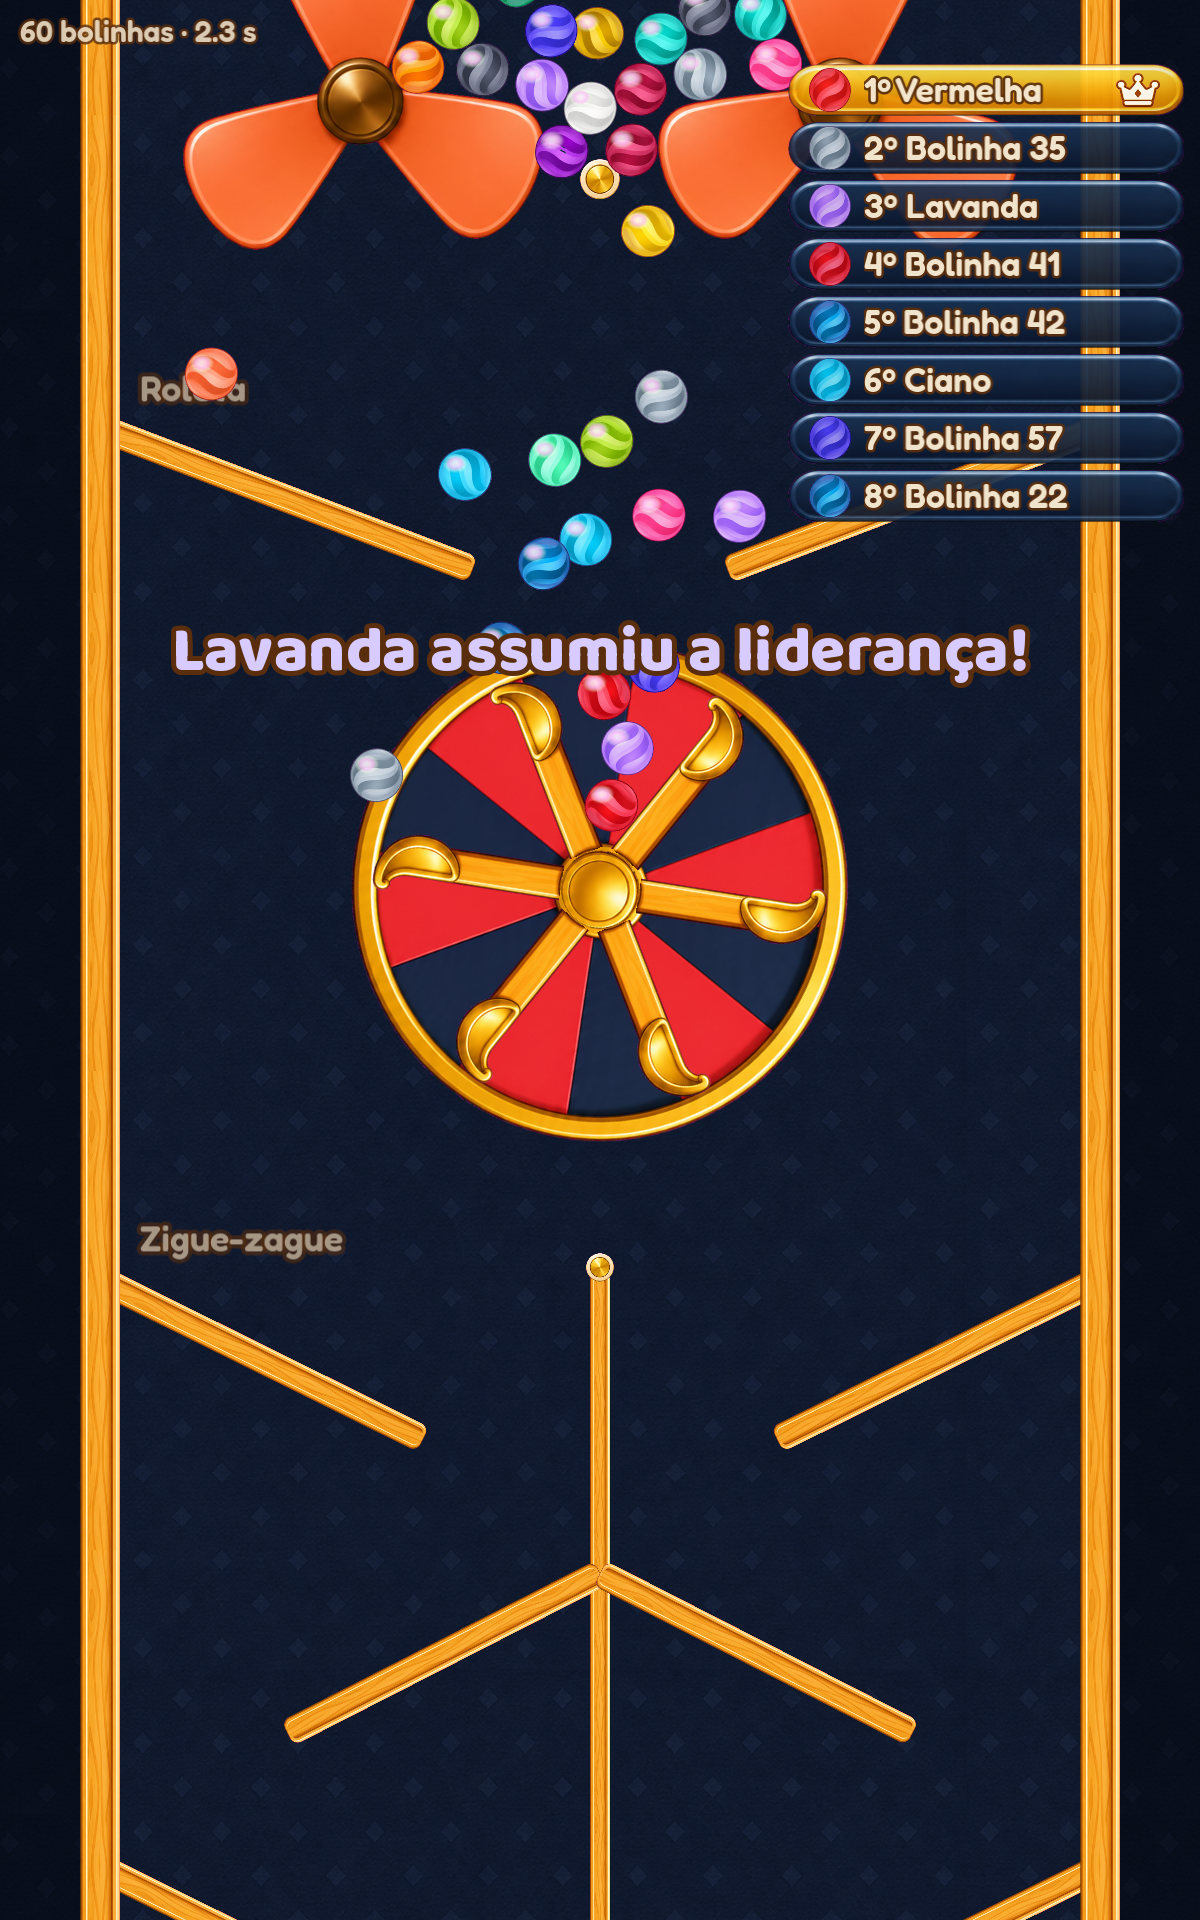 60 bolinhas · 2.3 s
1º Vermelha
2º Bolinha 35
3º Lavanda
4º Bolinha 41
5º Bolinha 42
6º Ciano
7º Bolinha 57
8º Bolinha 22
Lavanda assumiu a liderança!
Zigue-zague